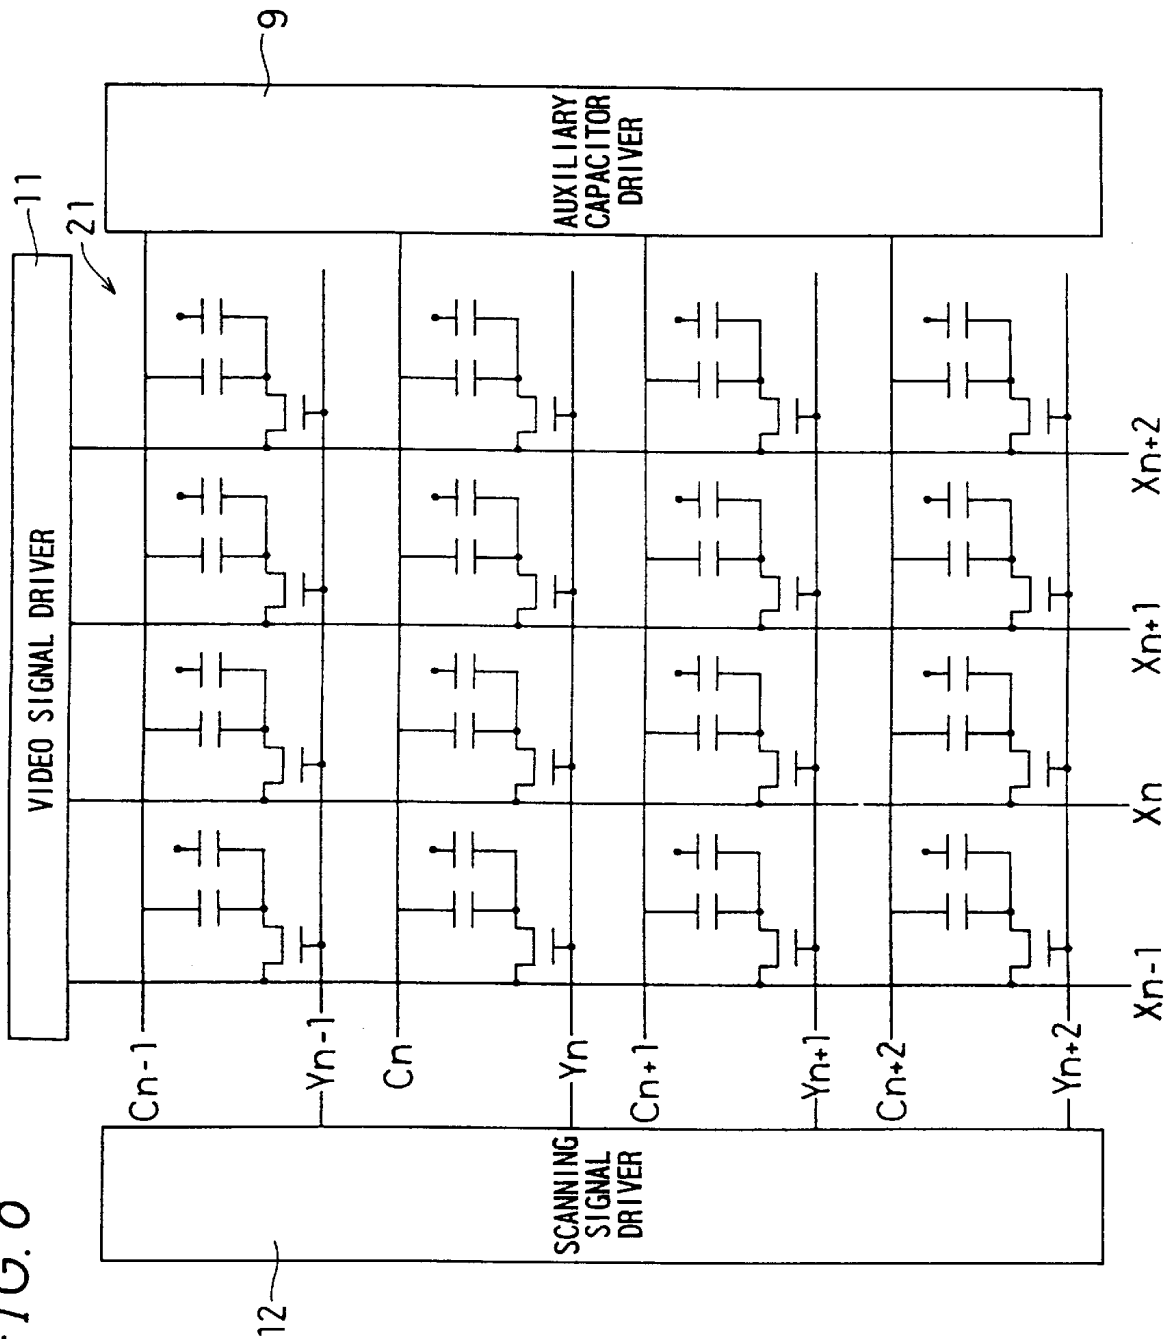 FIG. 6
VIDEO SIGNAL DRIVER
11
21
12
9
SCANNING
SIGNAL
DRIVER
AUXILIARY
CAPACITOR
DRIVER
Cn-1
Yn-1
Cn
Yn
Cn+1
Yn+1
Cn+2
Yn+2
Xn-1
Xn
Xn+1
Xn+2